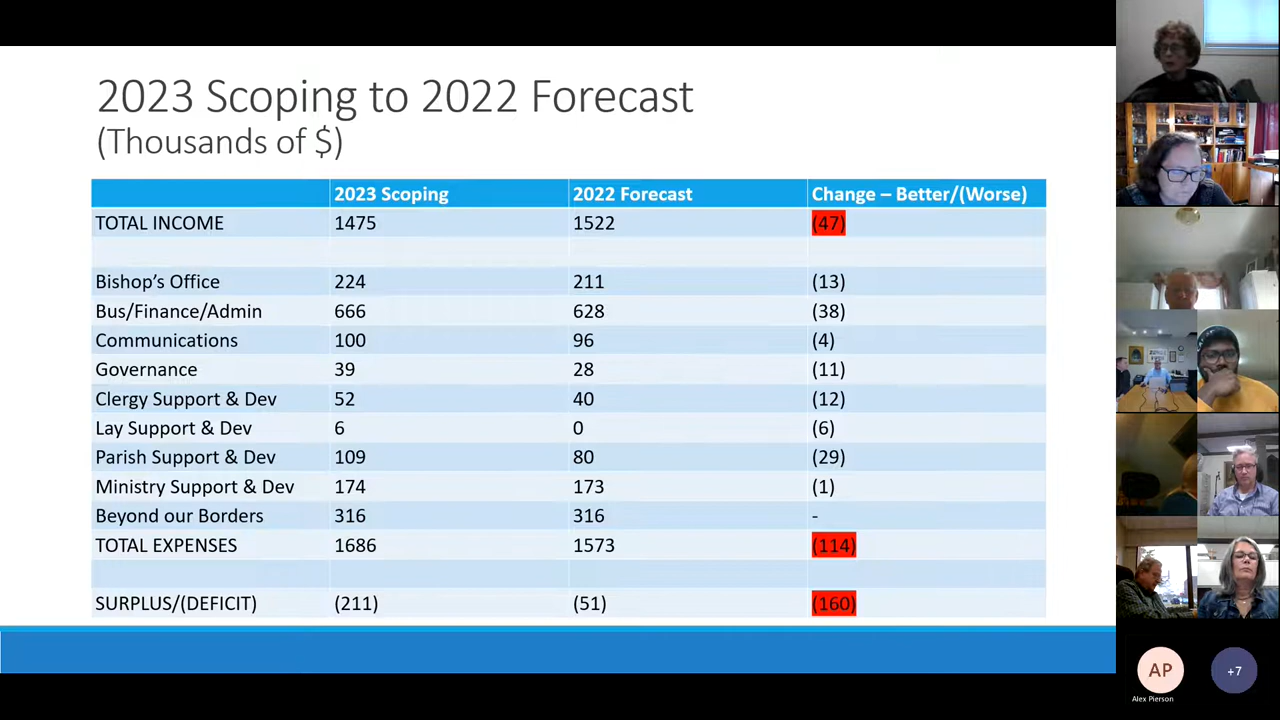 2023 Scoping to 2022 Forecast
(Thousands of $)
2023 Scoping 2022 Forecast Change – Better/(Worse)
TOTAL INCOME 1475 1522 (47)
Bishop's Office 224 211 (13)
Bus/Finance/Admin 666 628 (38)
Communications 100 96 (4)
Governance 39 28 (11)
Clergy Support & Dev 52 40 (12)
Lay Support & Dev 6 0 (6)
Parish Support & Dev 109 80 (29)
Ministry Support & Dev 174 173 (1)
Beyond our Borders 316 316 -
TOTAL EXPENSES 1686 1573 (114)
SURPLUS/(DEFICIT) (211) (51) (160)
AP
+7
Alex Pierson